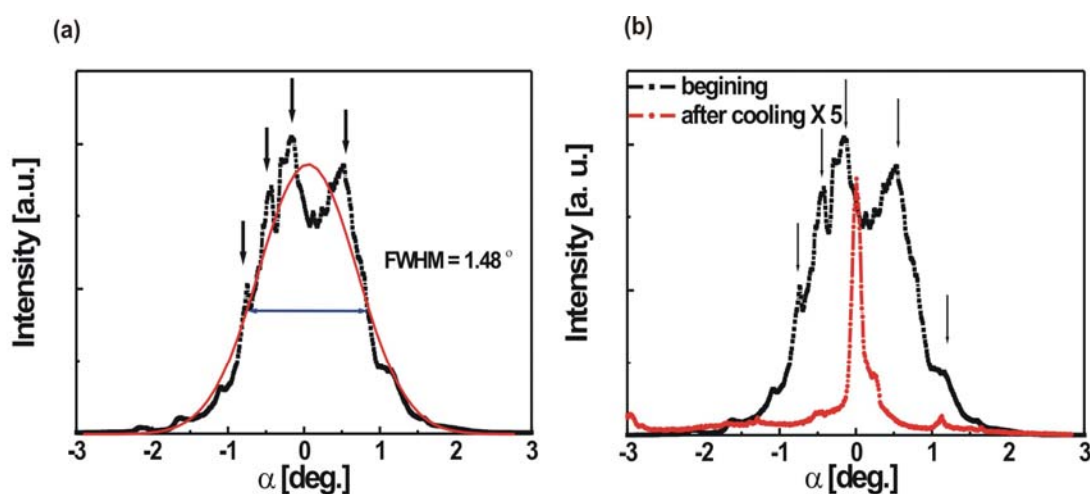 (a)
Intensity [a.u.]
FWHM = 1.48 °
-3 -2 -1 0 1 2 3
α [deg.]
(b)
begining
after cooling X 5
Intensity [a. u.]
-3 -2 -1 0 1 2 3
α [deg.]